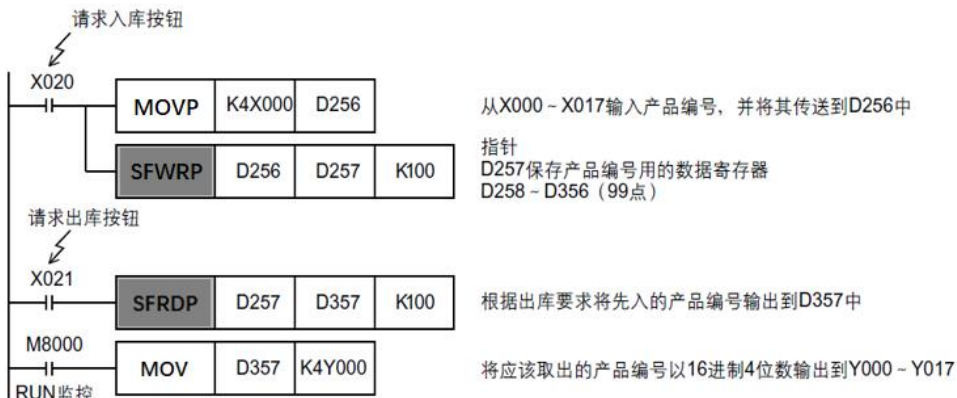 请求入库按钮
X020
MOVP K4X000 D256 从X000~X017输入产品编号，并将其传送到D256中
指针
SFWRP D256 D257 K100 D257保存产品编号用的数据寄存器
D258~D356（99点）
请求出库按钮
X021
SFRDP D257 D357 K100 根据出库要求将先入的产品编号输出到D357中
M8000
MOV D357 K4Y000 将应该取出的产品编号以16进制4位数输出到Y000~Y017
RUN监控